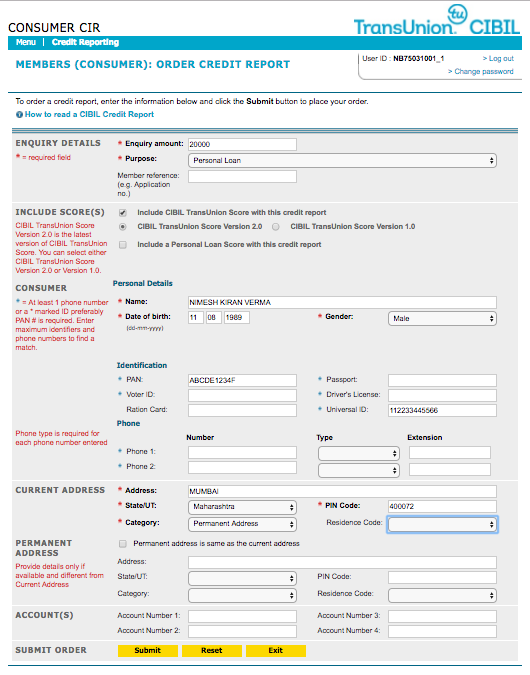 CONSUMER CIR
tu
TransUnion. CIBIL
Menu | Credit Reporting
MEMBERS (CONSUMER): ORDER CREDIT REPORT
User ID : NB75031001_1 > Log out
> Change password
To order a credit report, enter the information below and click the Submit button to place your order.
? How to read a CIBIL Credit Report
ENQUIRY DETAILS
* = required field
* Enquiry amount: 20000
* Purpose: Personal Loan
Member reference:
(e.g. Application
no.)
INCLUDE SCORE(S)
CIBIL TransUnion Score
Version 2.0 is the latest
version of CIBIL TransUnion
Score. You can select either
CIBIL TransUnion Score
Version 2.0 or Version 1.0.
Include CIBIL TransUnion Score with this credit report
CIBIL TransUnion Score Version 2.0 CIBIL TransUnion Score Version 1.0
Include a Personal Loan Score with this credit report
CONSUMER
* = At least 1 phone number
or a * marked ID preferably
PAN # is required. Enter
maximum identifiers and
phone numbers to find a
match.
Personal Details
* Name: NIMESH KIRAN VERMA
* Date of birth: 11 08 1989 * Gender: Male
(dd-mm-yyyy)
Identification
* PAN: ABCDE1234F * Passport:
* Voter ID: * Driver's License:
Ration Card: * Universal ID: 112233445566
Phone
Phone type is required for
each phone number entered
Number Type Extension
* Phone 1:
* Phone 2:
CURRENT ADDRESS
* Address: MUMBAI
* State/UT: Maharashtra * PIN Code: 400072
* Category: Permanent Address Residence Code:
PERMANENT
ADDRESS
Provide details only if
available and different from
Current Address
Permanent address is same as the current address
Address:
State/UT: PIN Code:
Category: Residence Code:
ACCOUNT(S)
Account Number 1: Account Number 3:
Account Number 2: Account Number 4:
SUBMIT ORDER
Submit Reset Exit